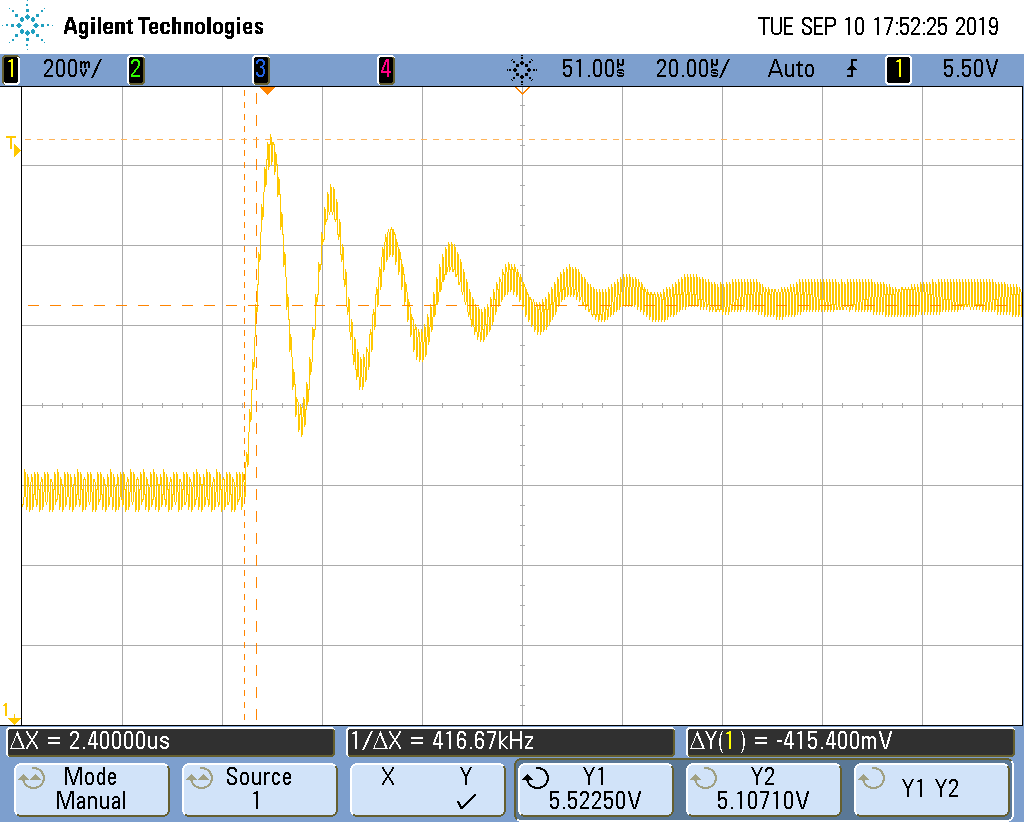 Agilent Technologies
TUE SEP 10 17:52:25 2019
1 200mV/ 2 3 4 51.00us 20.00us/ Auto 1 5.50V
T
1
ΔX = 2.40000us 1/ΔX = 416.67kHz ΔY(1) = -415.400mV
Mode Source X Y Y1 Y2 Y1 Y2
Manual 1 ✓ 5.52250V 5.10710V